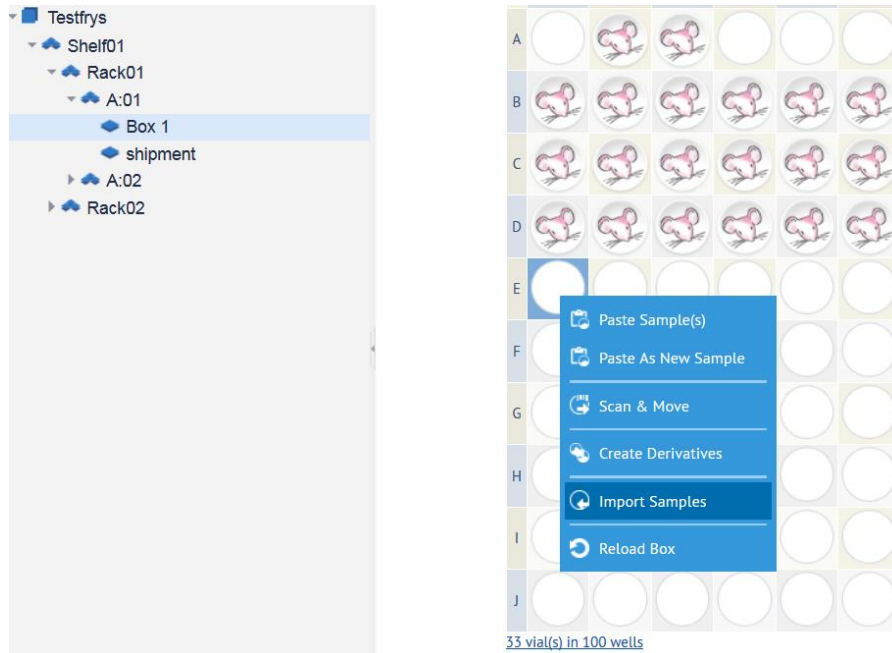 Testfrys
Shelf01
Rack01
A:01
Box 1
shipment
A:02
Rack02
A
B
C
D
E
F
G
H
I
J
Paste Sample(s)
Paste As New Sample
Scan & Move
Create Derivatives
Import Samples
Reload Box
33 vial(s) in 100 wells